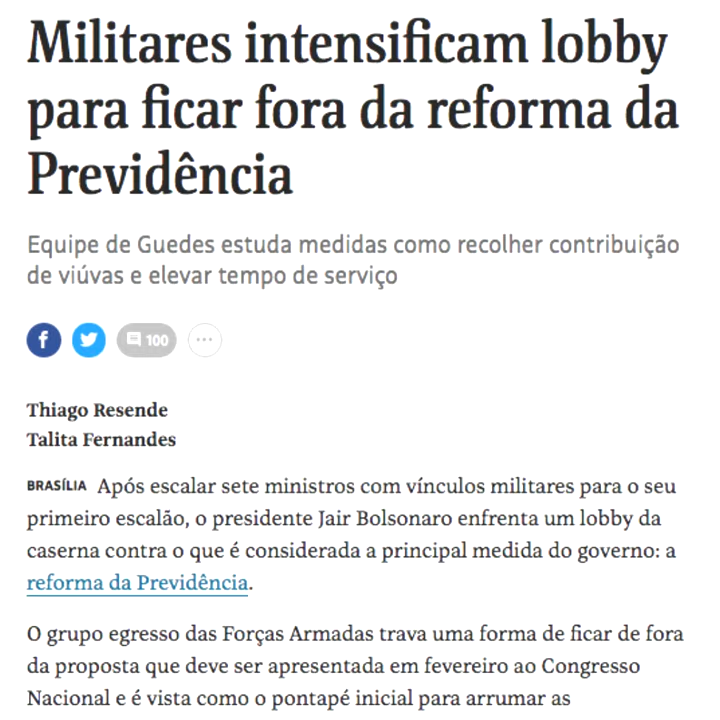 Militares intensificam lobby
para ficar fora da reforma da
Previdência
Equipe de Guedes estuda medidas como recolher contribuição
de viúvas e elevar tempo de serviço
f
100
Thiago Resende
Talita Fernandes
BRASÍLIA Após escalar sete ministros com vínculos militares para o seu
primeiro escalão, o presidente Jair Bolsonaro enfrenta um lobby da
caserna contra o que é considerada a principal medida do governo: a
reforma da Previdência.
O grupo egresso das Forças Armadas trava uma forma de ficar de fora
da proposta que deve ser apresentada em fevereiro ao Congresso
Nacional e é vista como o pontapé inicial para arrumar as